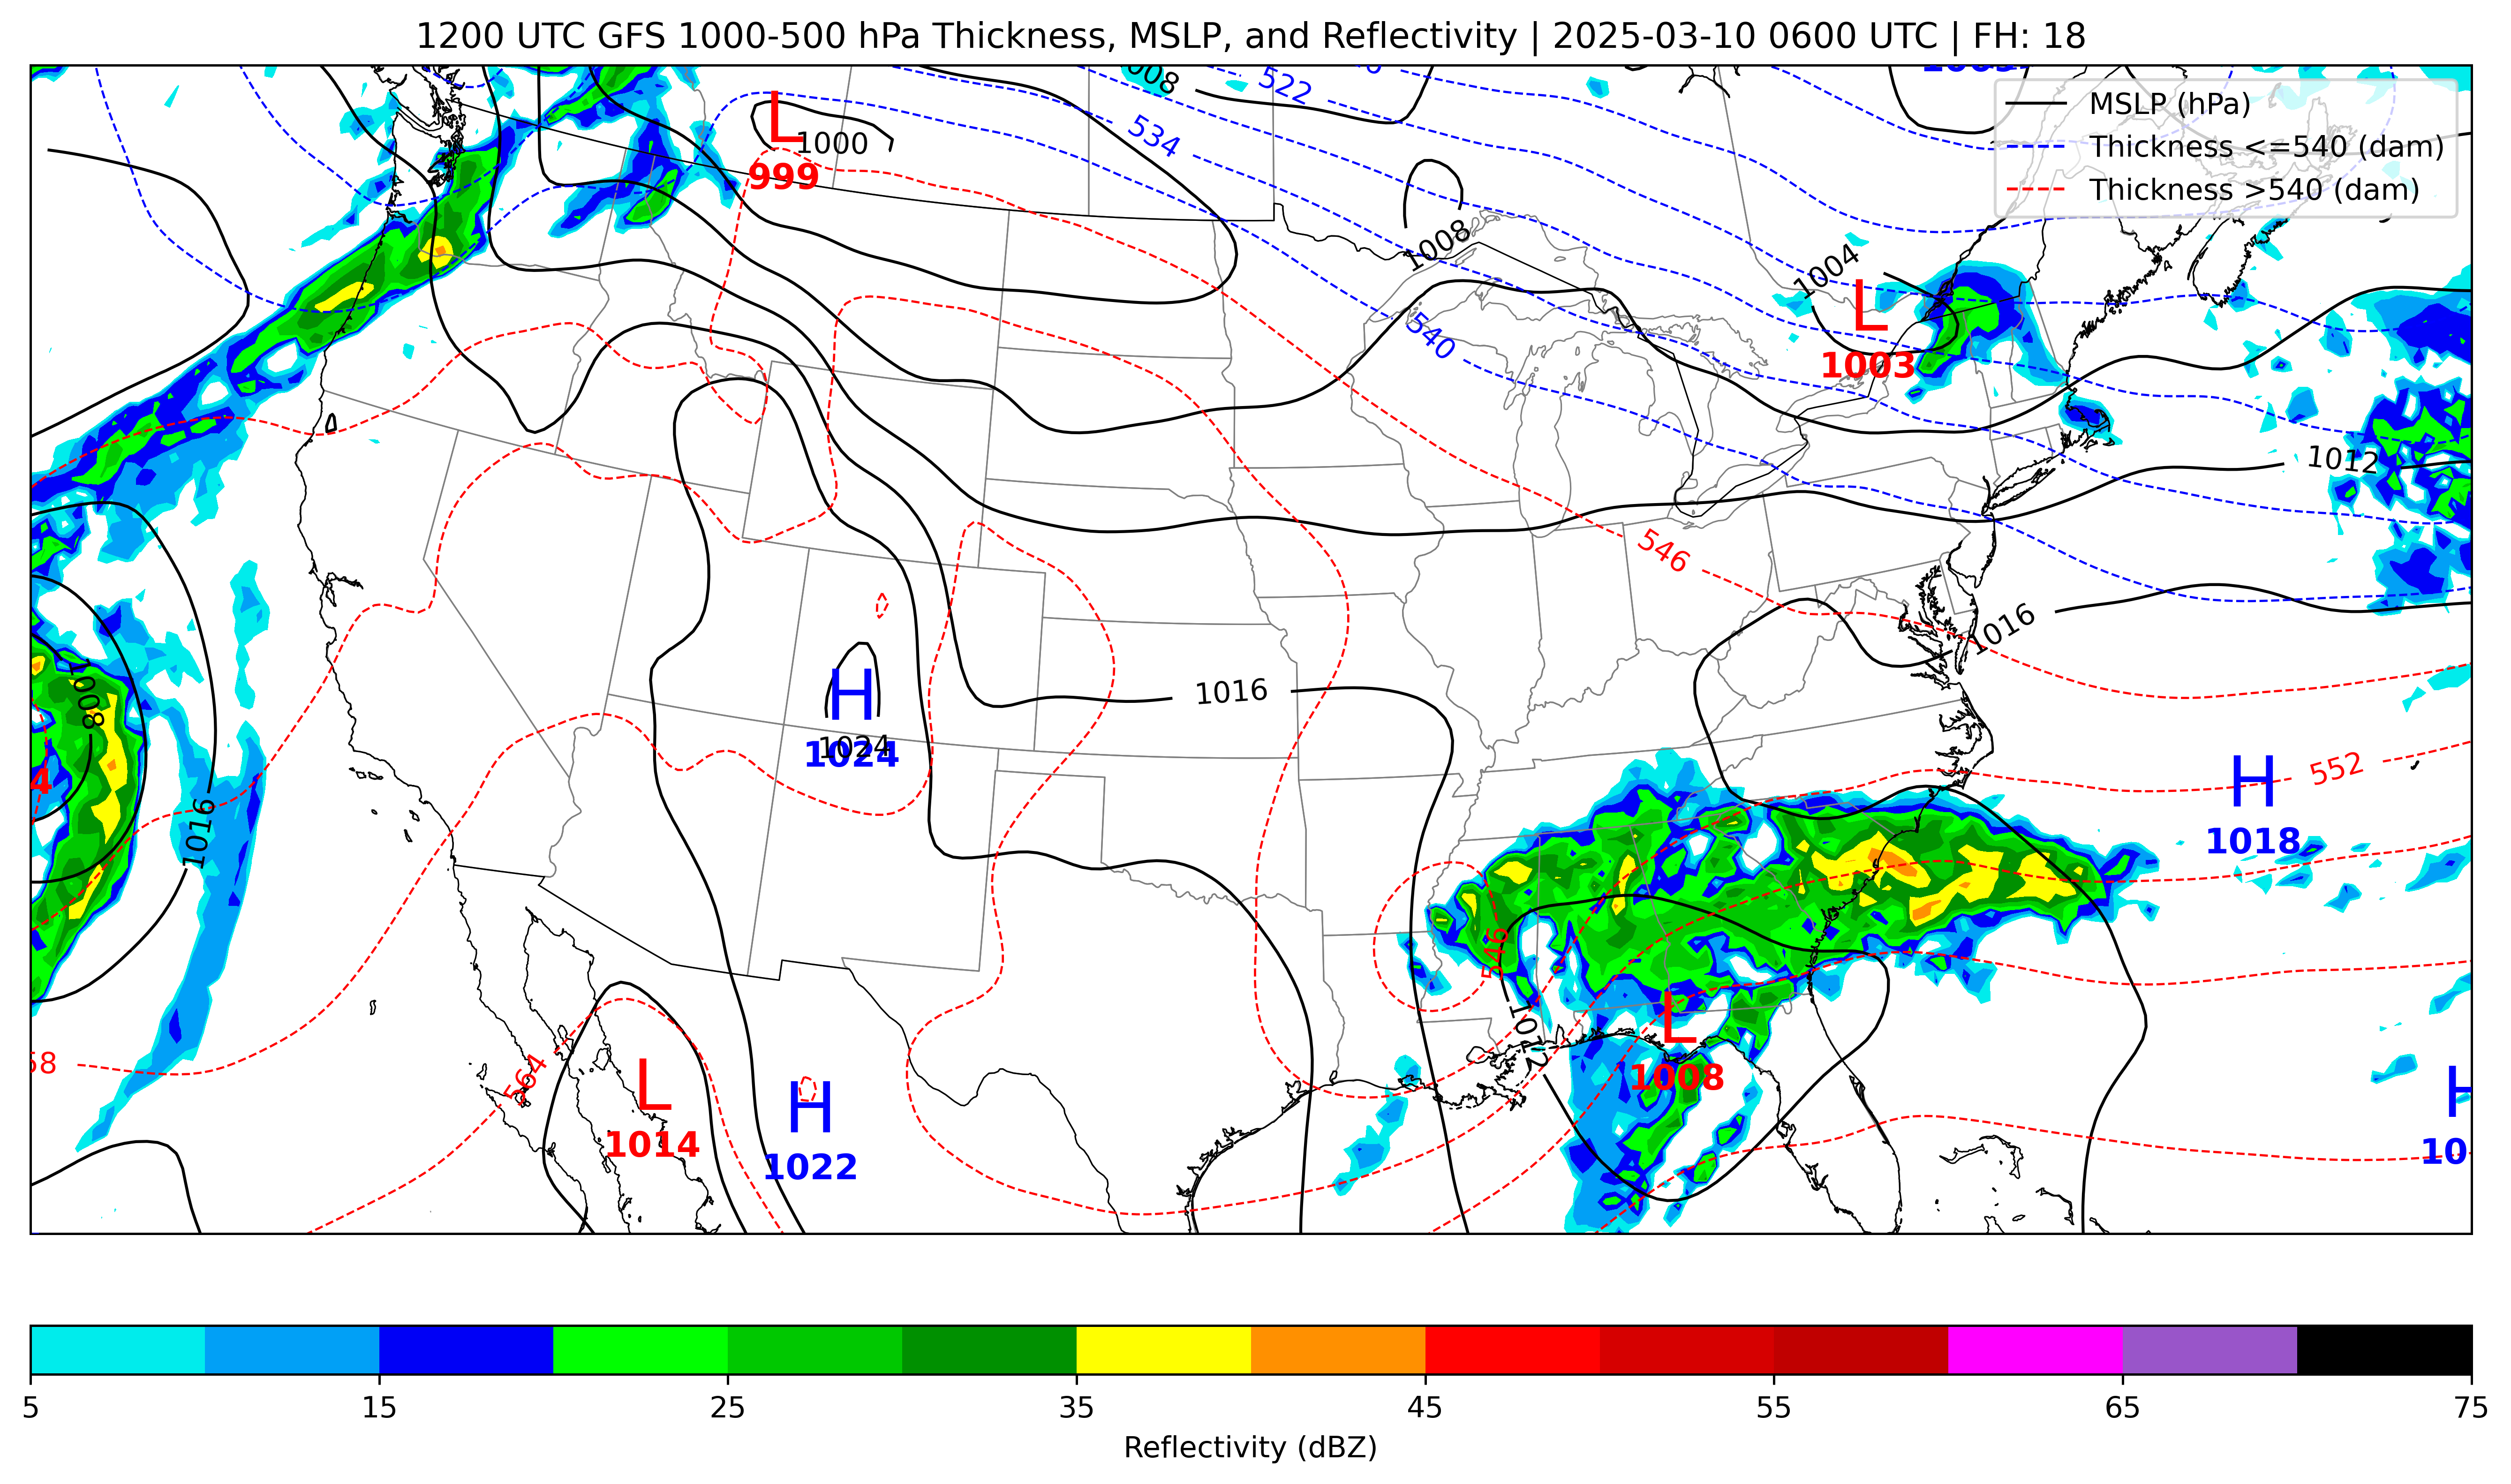 1200 UTC GFS 1000-500 hPa Thickness, MSLP, and Reflectivity | 2025-03-10 0600 UTC | FH: 18
MSLP (hPa)
Thickness <=540 (dam)
Thickness >540 (dam)
522
534
L
1000
999
1008
1004
L
1003
540
1012
546
1016
1008
H
1024
1024
1016
4
1016
552
H
1018
546
1012
L
1008
58
564
L
1014
H
1022
H
10
5 15 25 35 45 55 65 75
Reflectivity (dBZ)